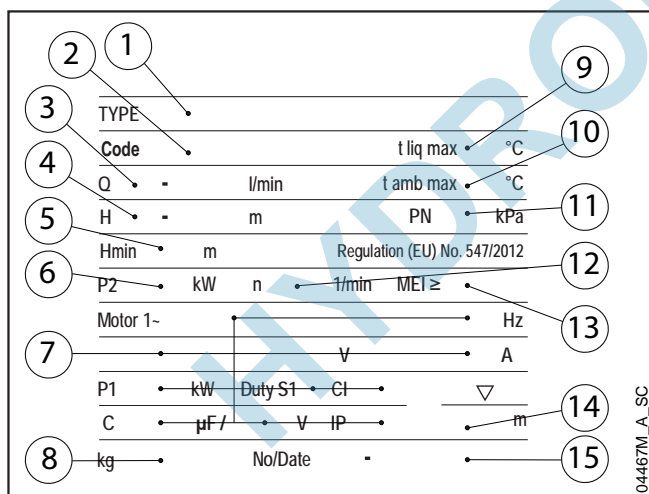 1
2
3
4
5
6
7
8
9
10
11
12
13
14
15
TYPE
Code t liq max °C
Q - l/min t amb max °C
H - m PN kPa
Hmin m Regulation (EU) No. 547/2012
P2 kW n 1/min MEI ≥
Motor 1~ Hz
V A
P1 kW Duty S1 Cl
C µF / V IP m
kg No/Date -
04467M_A_SC
HYDRO